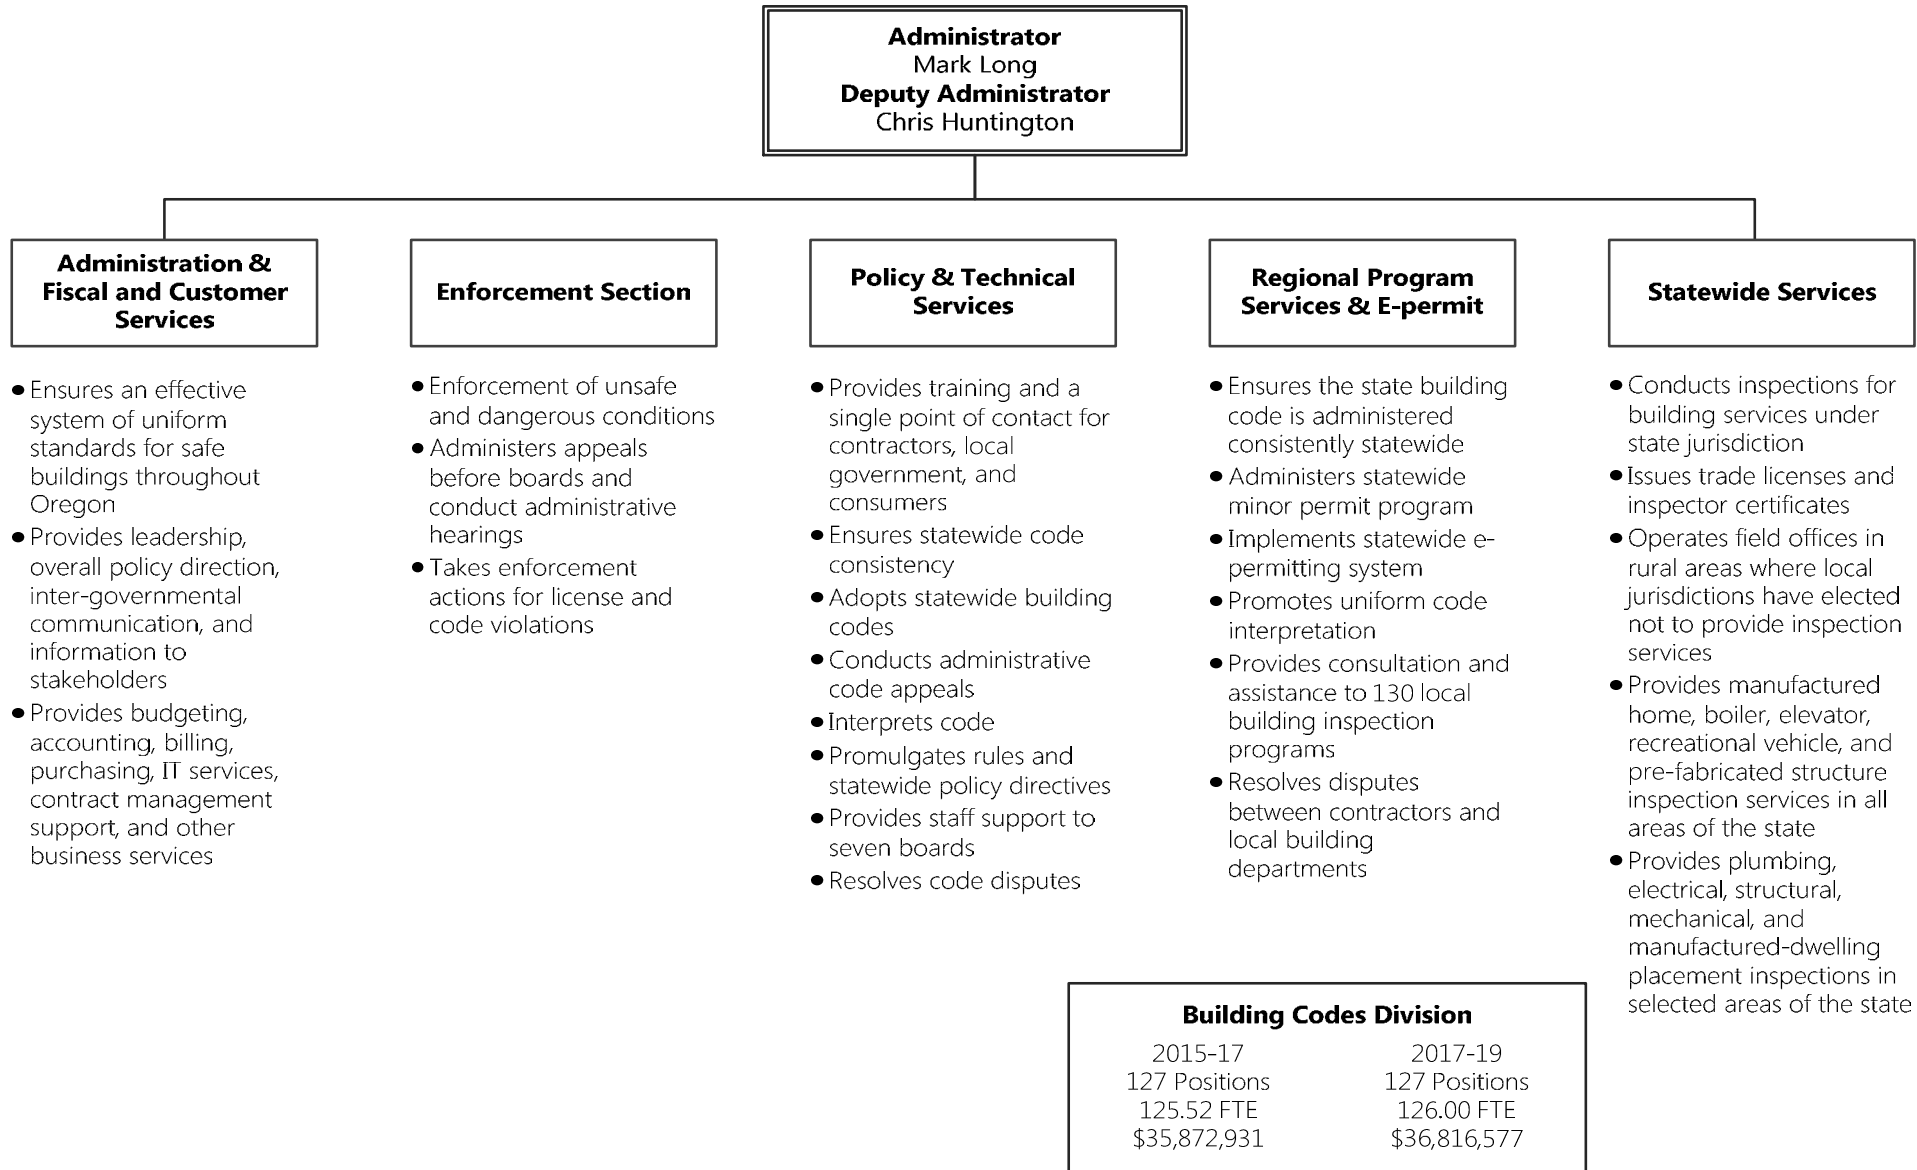 Administrator
Mark Long
Deputy Administrator
Chris Huntington
Administration &
Fiscal and Customer
Services
• Ensures an effective
system of uniform
standards for safe
buildings throughout
Oregon
• Provides leadership,
overall policy direction,
inter-governmental
communication, and
information to
stakeholders
• Provides budgeting,
accounting, billing,
purchasing, IT services,
contract management
support, and other
business services
Enforcement Section
• Enforcement of unsafe
and dangerous conditions
• Administers appeals
before boards and
conduct administrative
hearings
• Takes enforcement
actions for license and
code violations
Policy & Technical
Services
• Provides training and a
single point of contact for
contractors, local
government, and
consumers
• Ensures statewide code
consistency
• Adopts statewide building
codes
• Conducts administrative
code appeals
• Interprets code
• Promulgates rules and
statewide policy directives
• Provides staff support to
seven boards
• Resolves code disputes
Regional Program
Services & E-permit
• Ensures the state building
code is administered
consistently statewide
• Administers statewide
minor permit program
• Implements statewide e-
permitting system
• Promotes uniform code
interpretation
• Provides consultation and
assistance to 130 local
building inspection
programs
• Resolves disputes
between contractors and
local building
departments
Statewide Services
• Conducts inspections for
building services under
state jurisdiction
• Issues trade licenses and
inspector certificates
• Operates field offices in
rural areas where local
jurisdictions have elected
not to provide inspection
services
• Provides manufactured
home, boiler, elevator,
recreational vehicle, and
pre-fabricated structure
inspection services in all
areas of the state
• Provides plumbing,
electrical, structural,
mechanical, and
manufactured-dwelling
placement inspections in
selected areas of the state
Building Codes Division
2015-17
127 Positions
125.52 FTE
$35,872,931
2017-19
127 Positions
126.00 FTE
$36,816,577